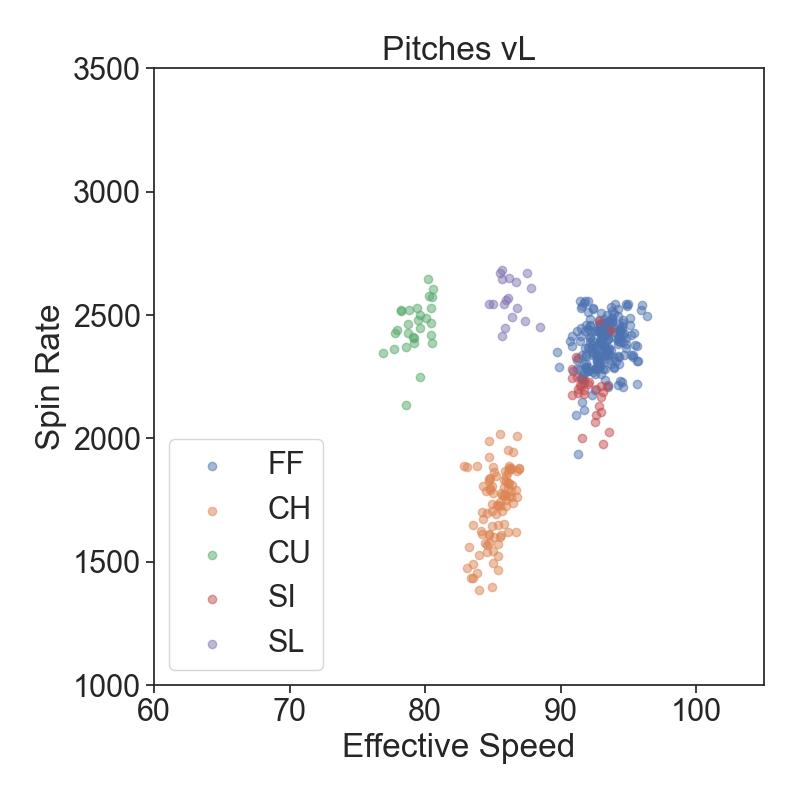 Pitches vL
3500
3000
2500
2000
1500
1000
Spin Rate
FF
CH
CU
SI
SL
60 70 80 90 100
Effective Speed